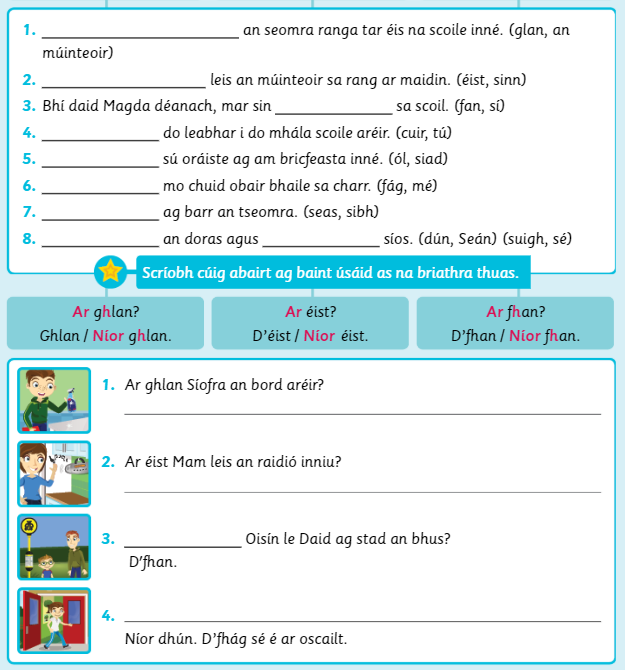 1. ____________________ an seomra ranga tar éis na scoile inné. (glan, an
múinteoir)
2. ____________________ leis an múinteoir sa rang ar maidin. (éist, sinn)
3. Bhí daid Magda déanach, mar sin ______________ sa scoil. (fan, sí)
4. ______________ do leabhar i do mhála scoile aréir. (cuir, tú)
5. ______________ sú oráiste ag am bricfeasta inné. (ól, siad)
6. ______________ mo chuid obair bhaile sa charr. (fág, mé)
7. ______________ ag barr an tseomra. (seas, sibh)
8. ______________ an doras agus ______________ síos. (dún, Seán) (suigh, sé)
Scríobh cúig abairt ag baint úsáid as na briathra thuas.
Ar ghlan?
Ghlan / Níor ghlan.
Ar éist?
D'éist / Níor éist.
Ar fhan?
D'fhan / Níor fhan.
1. Ar ghlan Síofra an bord aréir?
2. Ar éist Mam leis an raidió inniu?
3. ______________ Oisín le Daid ag stad an bhus?
D'fhan.
4. ____________________
Níor dhún. D'fhág sé é ar oscailt.